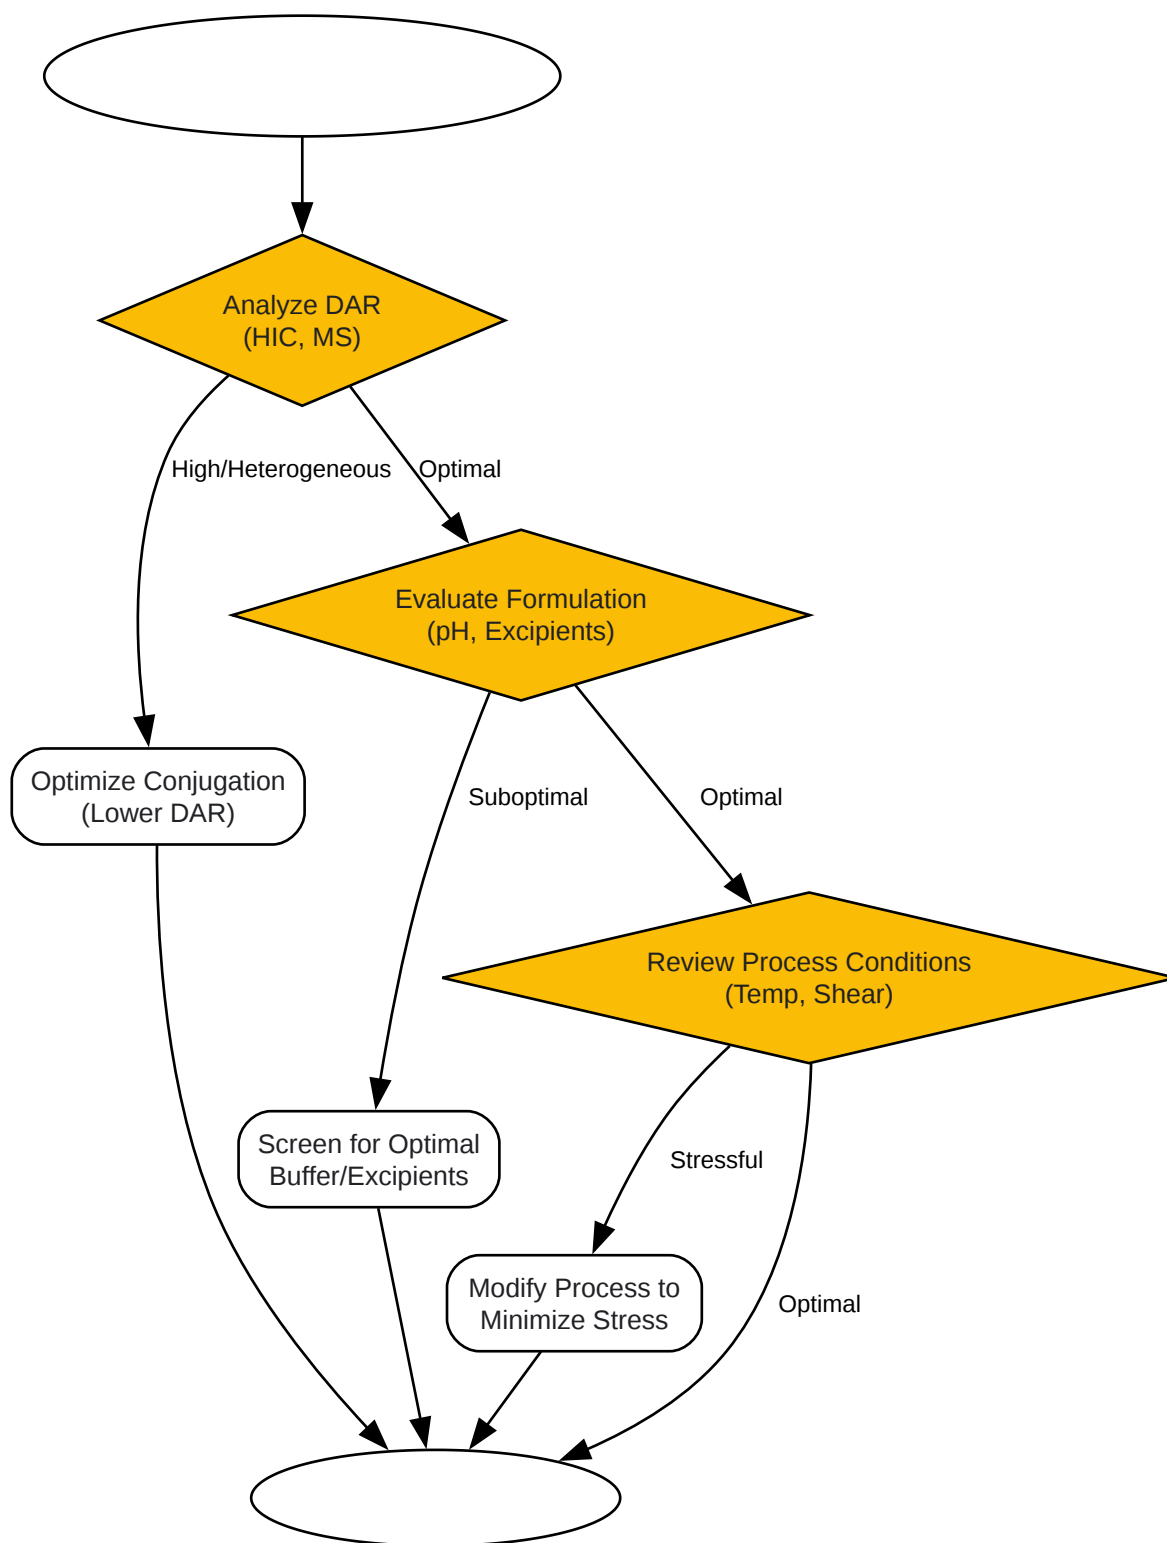 Analyze DAR
(HIC, MS)
High/Heterogeneous
Optimal
Evaluate Formulation
(pH, Excipients)
Optimize Conjugation
(Lower DAR)
Suboptimal
Optimal
Review Process Conditions
(Temp, Shear)
Screen for Optimal
Buffer/Excipients
Stressful
Modify Process to
Minimize Stress
Optimal